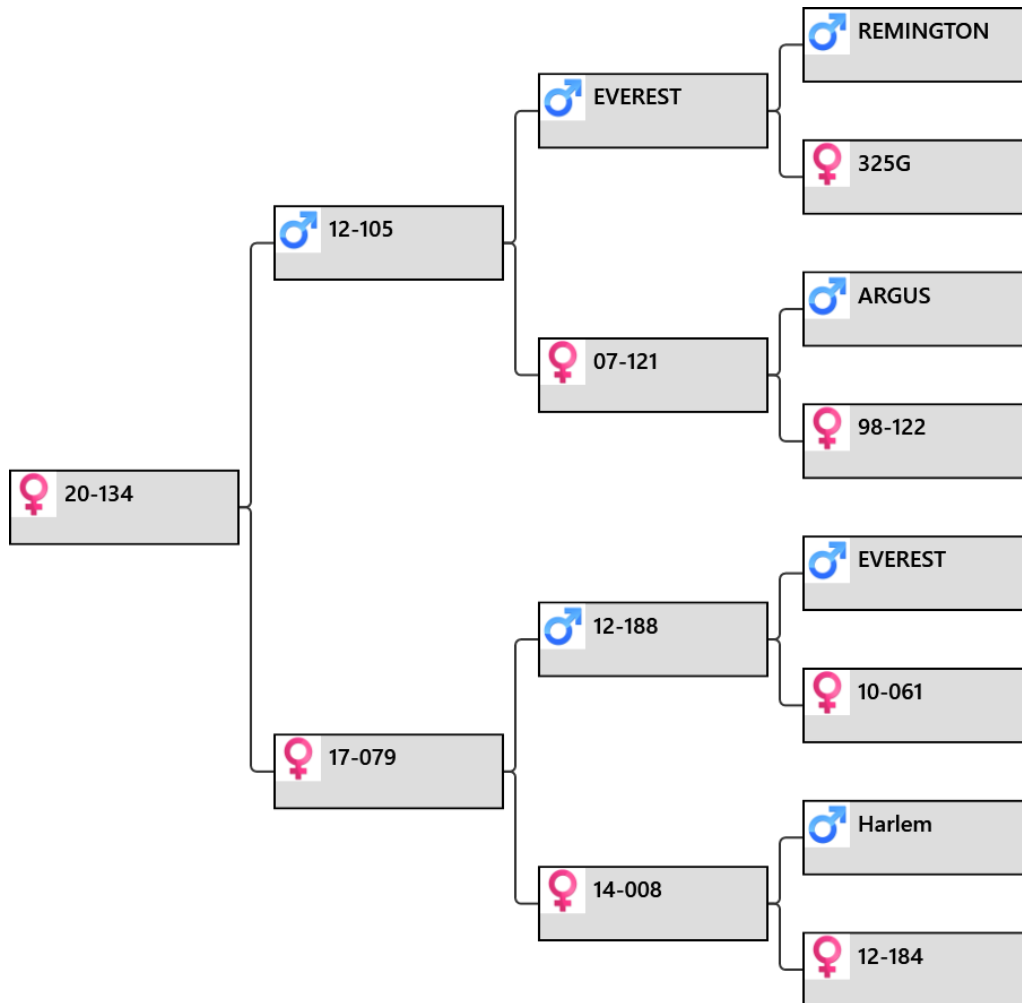 REMINGTON
EVEREST
325G
12-105
ARGUS
07-121
98-122
20-134
EVEREST
12-188
10-061
17-079
Harlem
14-008
12-184